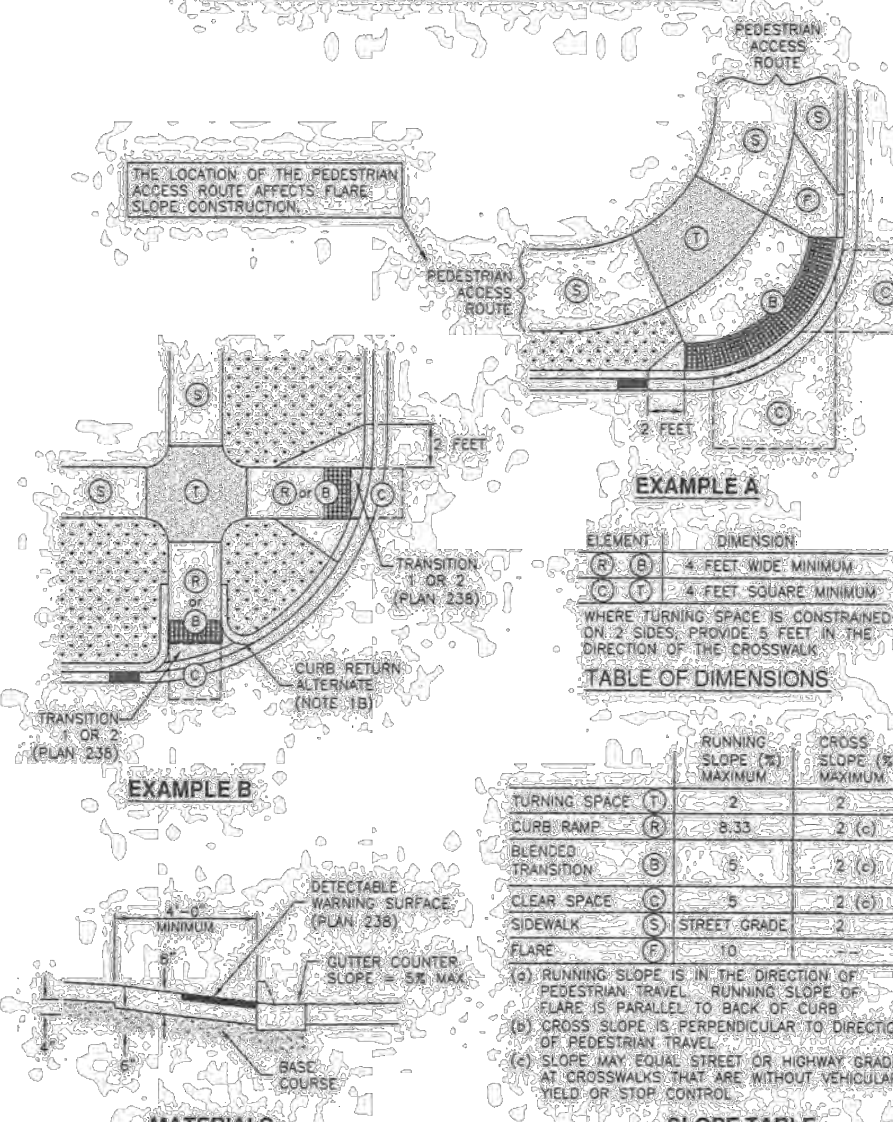 PEDESTRIAN
ACCESS
ROUTE
S
S
THE LOCATION OF THE PEDESTRIAN
ACCESS ROUTE AFFECTS FLARE
SLOPE CONSTRUCTION.
F
T
PEDESTRIAN
ACCESS
ROUTE
S
B
C
C
2 FEET
EXAMPLE A
S
2 FEET
S
T
R or B
C
TRANSITION
1 OR 2
(PLAN 238)
R
or
B
C
CURB RETURN
ALTERNATE
(NOTE 1B)
TRANSITION
1 OR 2
(PLAN 238)
EXAMPLE B
ELEMENT DIMENSION
R B 4 FEET WIDE MINIMUM
C T 4 FEET SQUARE MINIMUM
WHERE TURNING SPACE IS CONSTRAINED
ON 2 SIDES, PROVIDE 5 FEET IN THE
DIRECTION OF THE CROSSWALK
TABLE OF DIMENSIONS
RUNNING CROSS
SLOPE (%) SLOPE (%
MAXIMUM MAXIMUM
TURNING SPACE T 2 2
CURB RAMP R 8.33 2 (c)
BLENDED
TRANSITION B 5 2 (c)
CLEAR SPACE C 5 2 (c)
SIDEWALK S STREET GRADE 2
FLARE F 10 --
(a) RUNNING SLOPE IS IN THE DIRECTION OF
PEDESTRIAN TRAVEL. RUNNING SLOPE OF
FLARE IS PARALLEL TO BACK OF CURB
(b) CROSS SLOPE IS PERPENDICULAR TO DIRECTIO
OF PEDESTRIAN TRAVEL
(c) SLOPE MAY EQUAL STREET OR HIGHWAY GRAD
AT CROSSWALKS THAT ARE WITHOUT VEHICULAR
YIELD OR STOP CONTROL
SLOPE TABLE
DETECTABLE
WARNING SURFACE
(PLAN 238)
4'-0"
MINIMUM
6"
GUTTER COUNTER
SLOPE = 5% MAX.
4"
6"
BASE
COURSE
MATERIALS